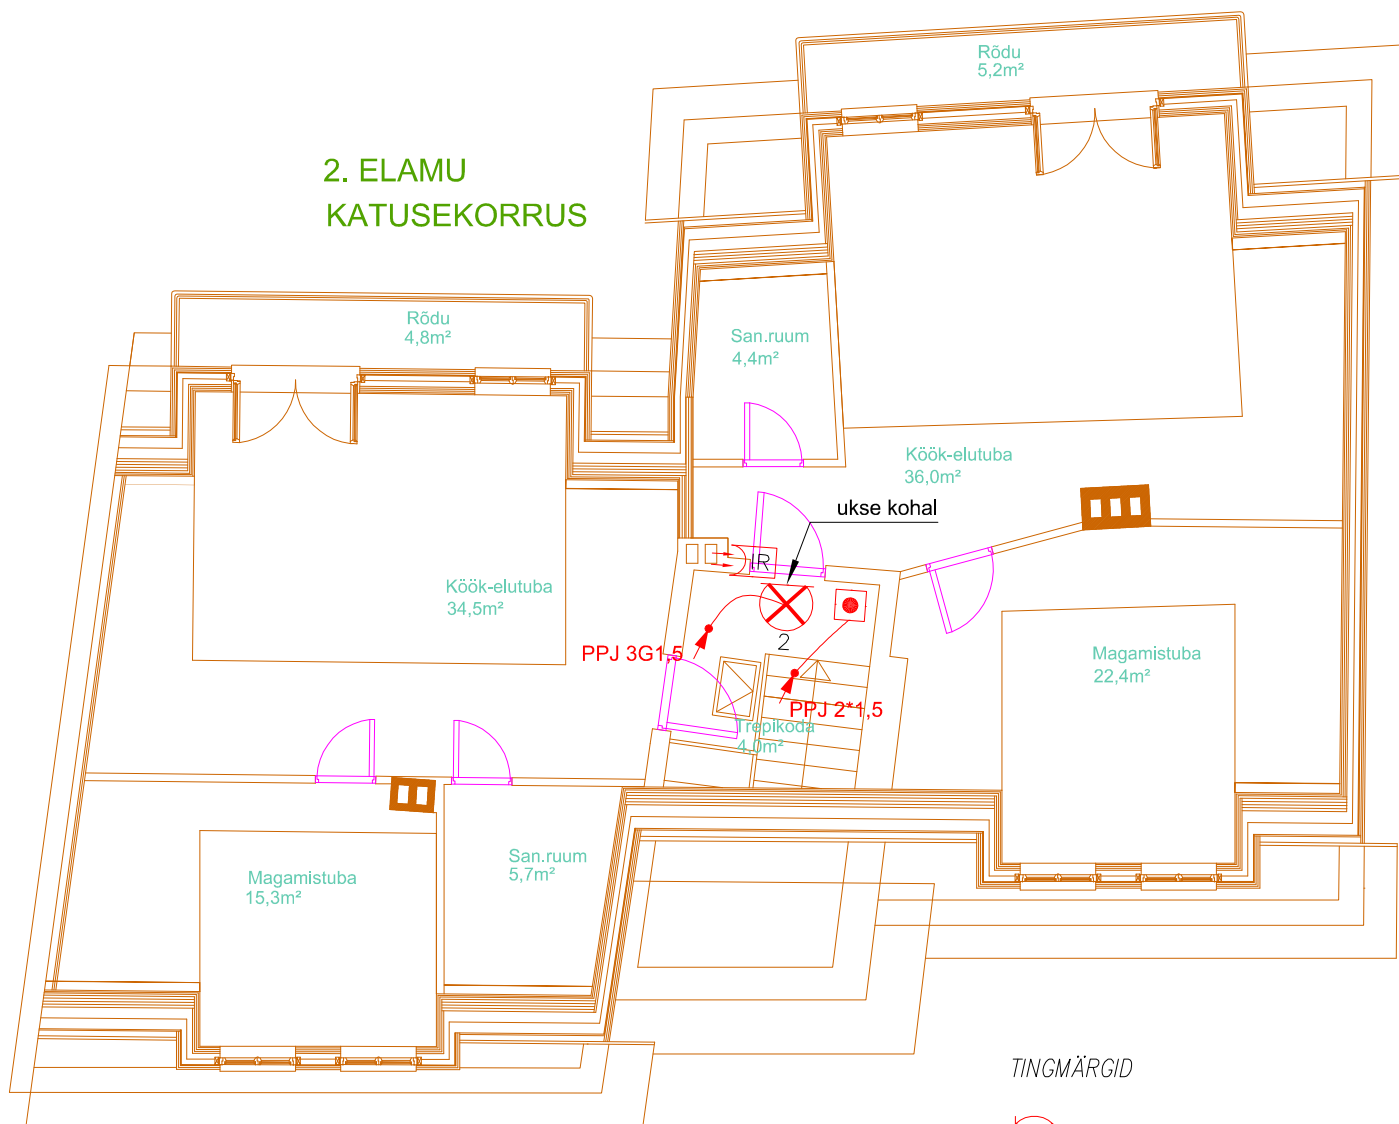 Rõdu
5,2m²
2. ELAMU
KATUSEKORRUS
Rõdu
4,8m²
San.ruum
4,4m²
Köök-elutuba
36,0m²
ukse kohal
IR
Köök-elutuba
34,5m²
2
PPJ 3G1,5
Magamistuba
22,4m²
PPJ 2*1,5
Trepikoda
4,0m²
San.ruum
5,7m²
Magamistuba
15,3m²
TINGMÄRGID